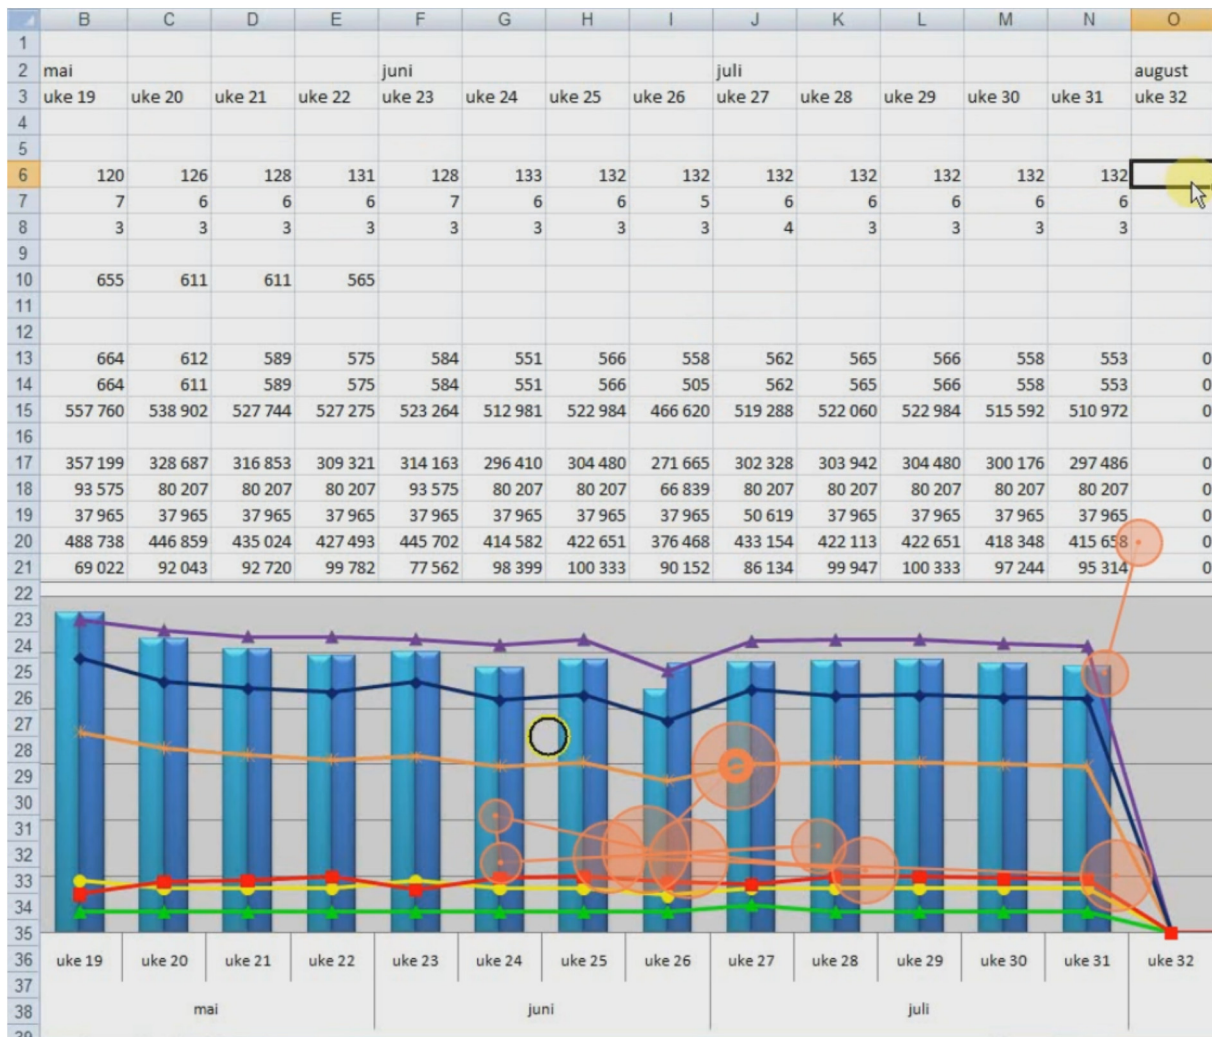 B C D E F G H I J K L M N O
1
2 mai juni juli august
3 uke 19 uke 20 uke 21 uke 22 uke 23 uke 24 uke 25 uke 26 uke 27 uke 28 uke 29 uke 30 uke 31 uke 32
4
5
6 120 126 128 131 128 133 132 132 132 132 132 132 132
7 7 6 6 6 7 6 6 5 6 6 6 6 6
8 3 3 3 3 3 3 3 3 4 3 3 3 3
9
10 655 611 611 565
11
12
13 664 612 589 575 584 551 566 558 562 565 566 558 553 0
14 664 611 589 575 584 551 566 505 562 565 566 558 553 0
15 557 760 538 902 527 744 527 275 523 264 512 981 522 984 466 620 519 288 522 060 522 984 515 592 510 972 0
16
17 357 199 328 687 316 853 309 321 314 163 296 410 304 480 271 665 302 328 303 942 304 480 300 176 297 486 0
18 93 575 80 207 80 207 80 207 93 575 80 207 80 207 66 839 80 207 80 207 80 207 80 207 80 207 0
19 37 965 37 965 37 965 37 965 37 965 37 965 37 965 37 965 50 619 37 965 37 965 37 965 37 965 0
20 488 738 446 859 435 024 427 493 445 702 414 582 422 651 376 468 433 154 422 113 422 651 418 348 415 658 0
21 69 022 92 043 92 720 99 782 77 562 98 399 100 333 90 152 86 134 99 947 100 333 97 244 95 314 0
22
23
24
25
26
27
28
29
30
31
32
33
34
35
36 uke 19 uke 20 uke 21 uke 22 uke 23 uke 24 uke 25 uke 26 uke 27 uke 28 uke 29 uke 30 uke 31 uke 32
37
38 mai juni juli
39